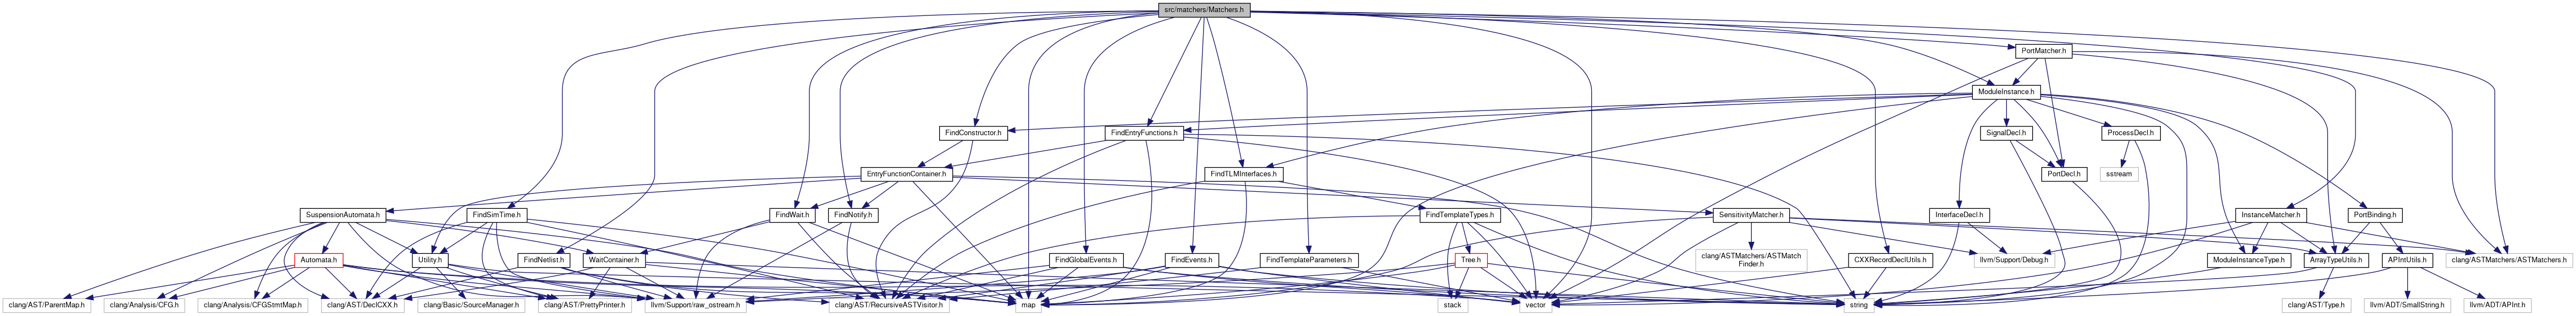 src/matchers/Matchers.h
PortMatcher.h
ModuleInstance.h
FindConstructor.h
FindEntryFunctions.h
SignalDecl.h
ProcessDecl.h
EntryFunctionContainer.h
FindTLMInterfaces.h
PortDecl.h
sstream
SuspensionAutomata.h
FindSimTime.h
FindWait.h
FindNotify.h
FindTemplateTypes.h
SensitivityMatcher.h
InterfaceDecl.h
InstanceMatcher.h
PortBinding.h
Automata.h
Utility.h
FindNetlist.h
WaitContainer.h
FindGlobalEvents.h
FindEvents.h
FindTemplateParameters.h
Tree.h
clang/ASTMatchers/ASTMatch
Finder.h
CXXRecordDeclUtils.h
llvm/Support/Debug.h
ModuleInstanceType.h
ArrayTypeUtils.h
APIntUtils.h
clang/ASTMatchers/ASTMatchers.h
clang/AST/ParentMap.h
clang/Analysis/CFG.h
clang/Analysis/CFGStmtMap.h
clang/AST/DeclCXX.h
clang/Basic/SourceManager.h
clang/AST/PrettyPrinter.h
llvm/Support/raw_ostream.h
clang/AST/RecursiveASTVisitor.h
map
stack
vector
string
clang/AST/Type.h
llvm/ADT/SmallString.h
llvm/ADT/APInt.h